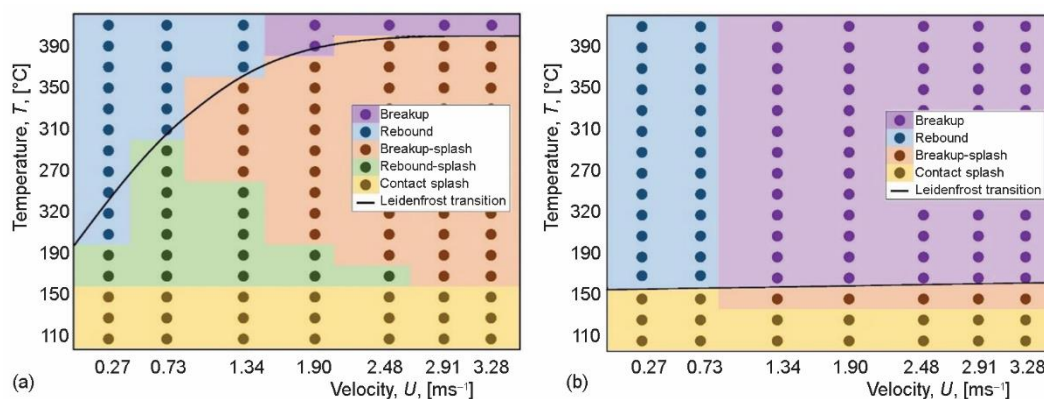 390
350
310
270
320
190
150
110
Temperature, T, [°C]
Breakup
Rebound
Breakup-splash
Rebound-splash
Contact splash
Leidenfrost transition
0.27 0.73 1.34 1.90 2.48 2.91 3.28
(a)
Velocity, U, [ms⁻¹]
390
350
310
270
320
190
150
110
Temperature, T, [°C]
Breakup
Rebound
Breakup-splash
Contact splash
Leidenfrost transition
0.27 0.73 1.34 1.90 2.48 2.91 3.28
(b)
Velocity, U, [ms⁻¹]